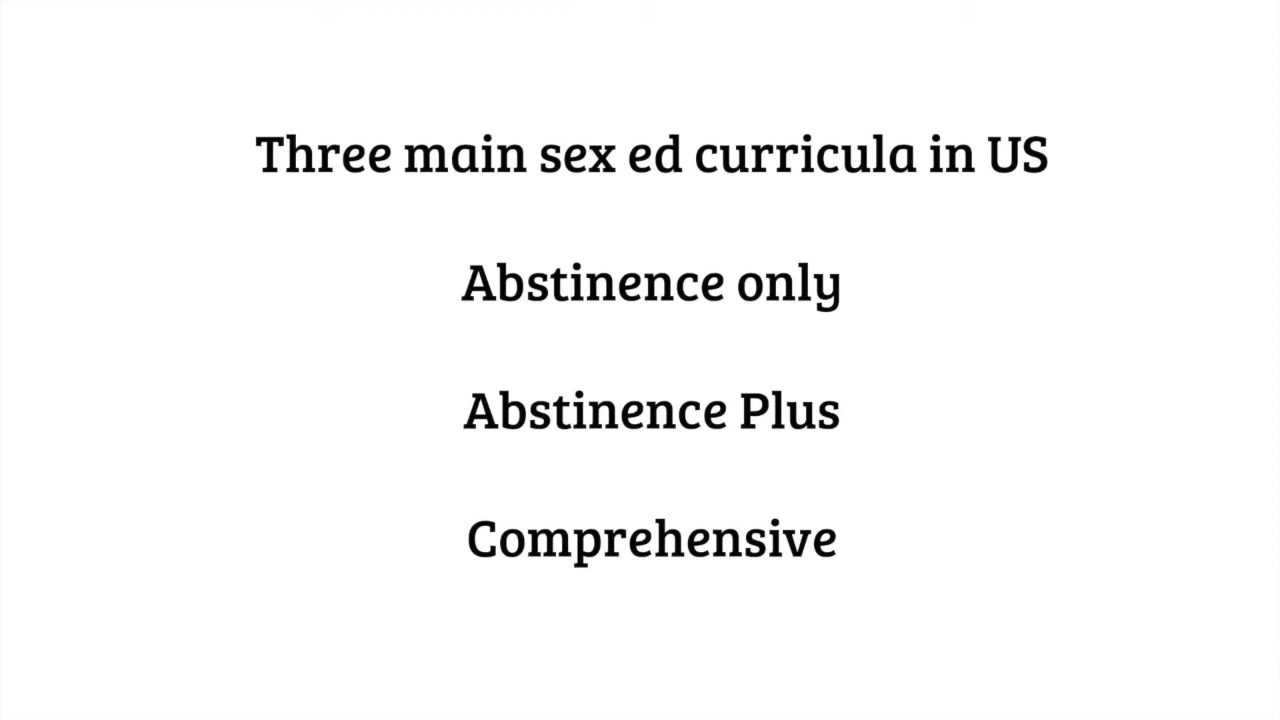 Three main sex ed curricula in US
Abstinence only
Abstinence Plus
Comprehensive